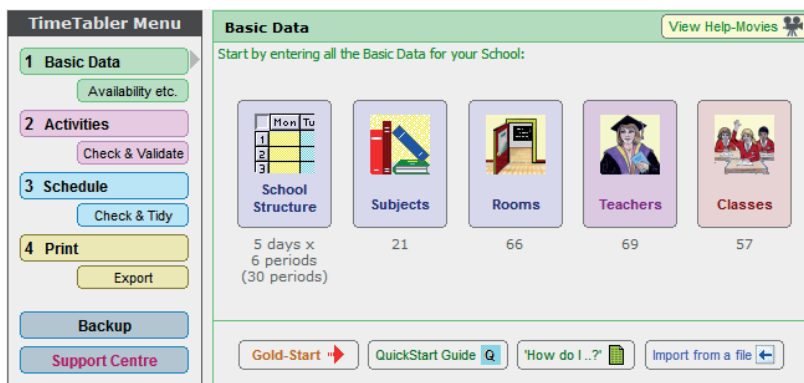 TimeTabler Menu
1 Basic Data
Availability etc.
2 Activities
Check & Validate
3 Schedule
Check & Tidy
4 Print
Export
Backup
Support Centre
Basic Data
View Help-Movies
Start by entering all the Basic Data for your School:
Mon Tu
1
2
3
School
Structure
Subjects
Rooms
Teachers
Classes
5 days x
6 periods
(30 periods)
21
66
69
57
Gold-Start
QuickStart Guide Q
'How do I ..?'
Import from a file